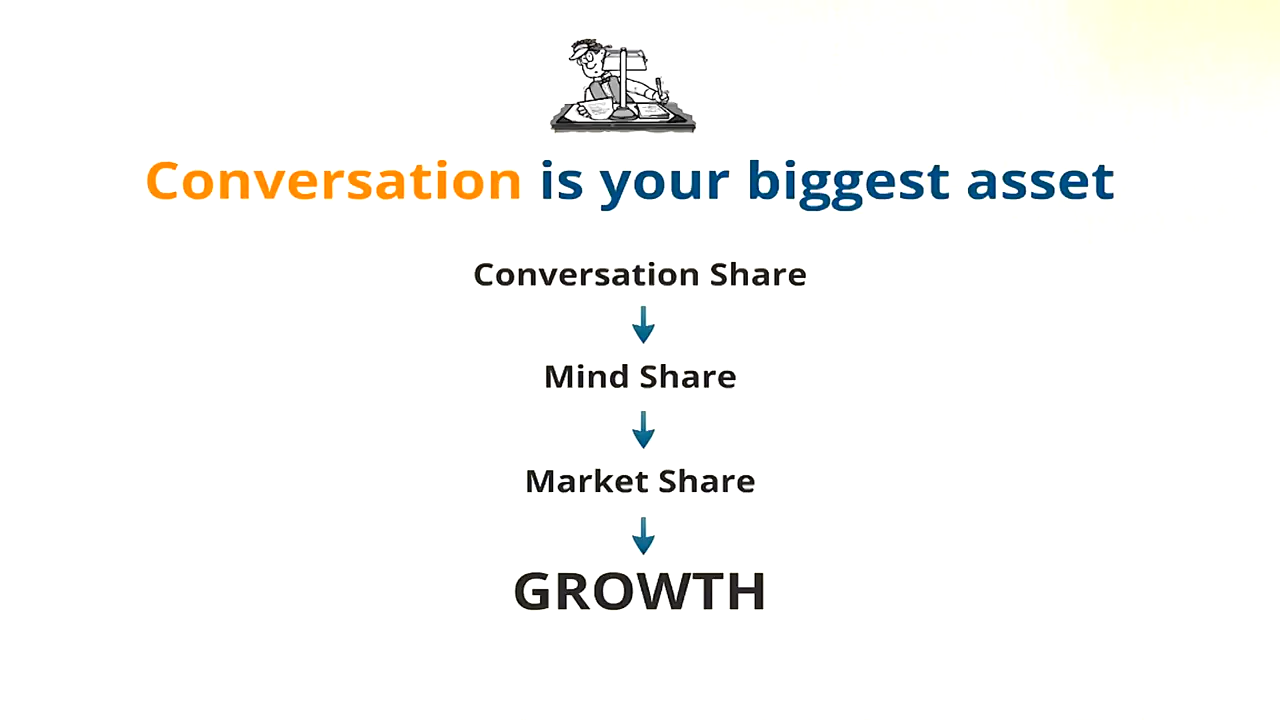 Conversation is your biggest asset
Conversation Share
Mind Share
Market Share
GROWTH